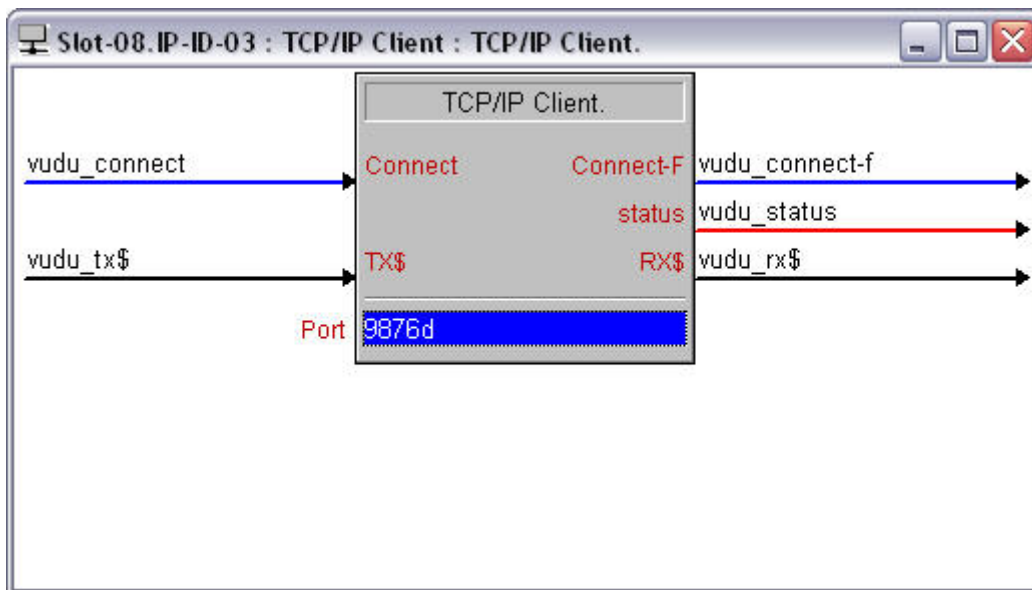 Slot-08.IP-ID-03 : TCP/IP Client : TCP/IP Client.
TCP/IP Client.
vudu_connect Connect Connect-F vudu_connect-f
status vudu_status
vudu_tx$ TX$ RX$ vudu_rx$
Port 9876d